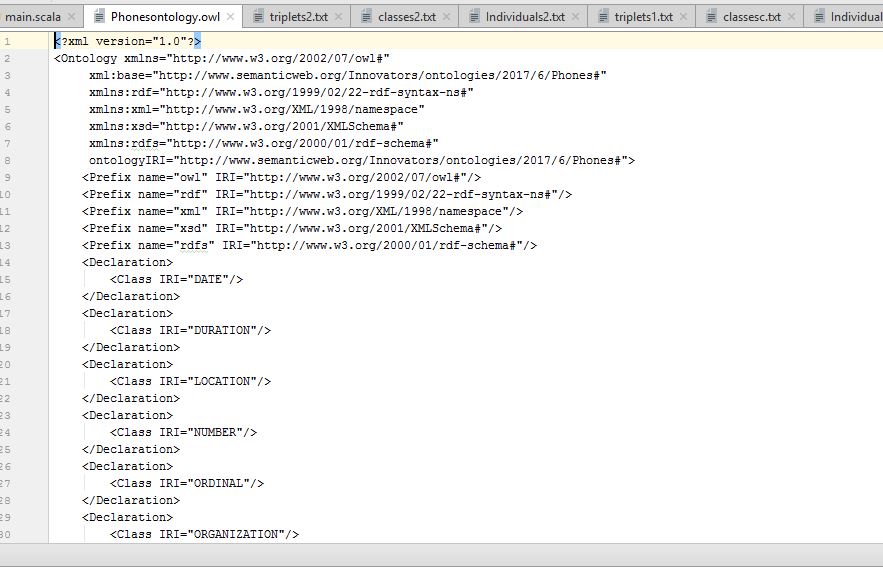 main.scala Phonesontology.owl triplets2.txt classes2.txt Individuals2.txt triplets1.txt classesc.txt Individual
1 <?xml version="1.0"?>
2 <Ontology xmlns="http://www.w3.org/2002/07/owl#"
3 xml:base="http://www.semanticweb.org/Innovators/ontologies/2017/6/Phones#"
4 xmlns:rdf="http://www.w3.org/1999/02/22-rdf-syntax-ns#"
5 xmlns:xml="http://www.w3.org/XML/1998/namespace"
6 xmlns:xsd="http://www.w3.org/2001/XMLSchema#"
7 xmlns:rdfs="http://www.w3.org/2000/01/rdf-schema#"
8 ontologyIRI="http://www.semanticweb.org/Innovators/ontologies/2017/6/Phones#">
9 <Prefix name="owl" IRI="http://www.w3.org/2002/07/owl#"/>
10 <Prefix name="rdf" IRI="http://www.w3.org/1999/02/22-rdf-syntax-ns#"/>
11 <Prefix name="xml" IRI="http://www.w3.org/XML/1998/namespace"/>
12 <Prefix name="xsd" IRI="http://www.w3.org/2001/XMLSchema#"/>
13 <Prefix name="rdfs" IRI="http://www.w3.org/2000/01/rdf-schema#"/>
14 <Declaration>
15 <Class IRI="DATE"/>
16 </Declaration>
17 <Declaration>
18 <Class IRI="DURATION"/>
19 </Declaration>
20 <Declaration>
21 <Class IRI="LOCATION"/>
22 </Declaration>
23 <Declaration>
24 <Class IRI="NUMBER"/>
25 </Declaration>
26 <Declaration>
27 <Class IRI="ORDINAL"/>
28 </Declaration>
29 <Declaration>
30 <Class IRI="ORGANIZATION"/>